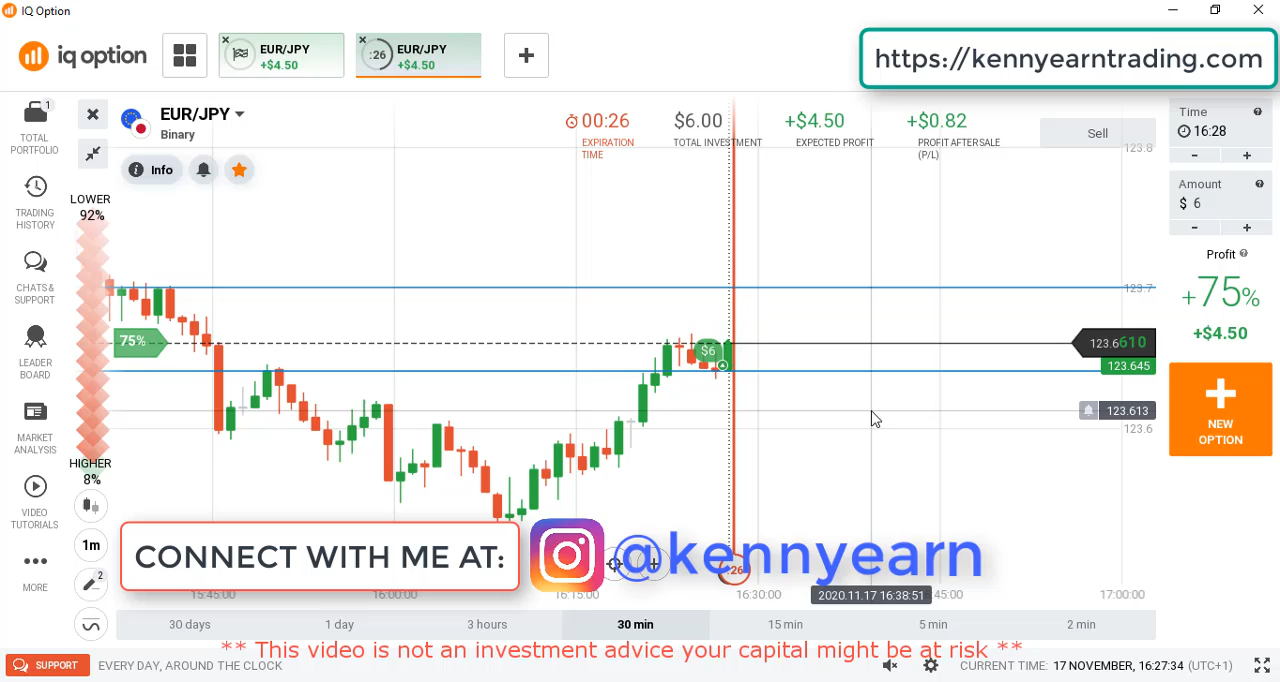 IQ Option
iq option
EUR/JPY
+$4.50
:26
EUR/JPY
+$4.50
https://kennyearntrading.com
1
TOTAL
PORTFOLIO
TRADING
HISTORY
CHATS &
SUPPORT
LEADER
BOARD
MARKET
ANALYSIS
VIDEO
TUTORIALS
MORE
EUR/JPY
Binary
Info
00:26
EXPIRATION
TIME
$6.00
TOTAL INVESTMENT
+$4.50
EXPECTED PROFIT
+$0.82
PROFIT AFTER SALE
(P/L)
Sell
123.8
LOWER
92%
HIGHER
8%
1m
2
75%
$6
123.7
123.6610
123.645
123.613
123.6
Time
16:28
- +
Amount
$ 6
- +
Profit
+75%
+$4.50
NEW
OPTION
CONNECT WITH ME AT:
@kennyearn
:26
15:45:00
16:00:00
16:15:00
16:30:00
2020.11.17 16:38:51
:45:00
17:00:00
30 days
1 day
3 hours
30 min
15 min
5 min
2 min
** This video is not an investment advice your capital might be at risk **
SUPPORT
EVERY DAY, AROUND THE CLOCK
CURRENT TIME: 17 NOVEMBER, 16:27:34 (UTC+1)